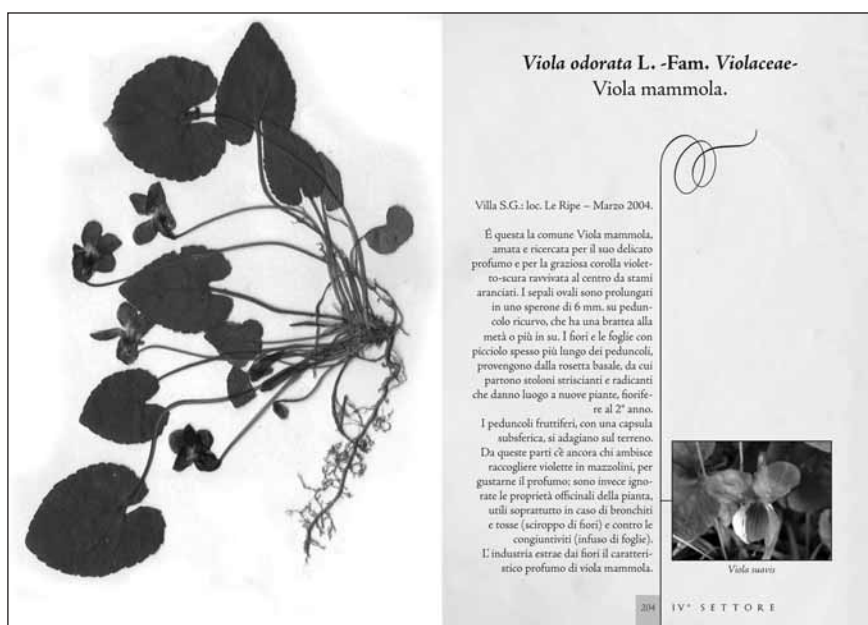 Viola odorata L. -Fam. Violaceae-
Viola mammola.
Villa S.G.: loc. Le Ripe – Marzo 2004.
É questa la comune Viola mammola,
amata e ricercata per il suo delicato
profumo e per la graziosa corolla violet-
to-scura ravvivata al centro da stami
aranciati. I sepali ovali sono prolungati
in uno sperone di 6 mm. su pedun-
colo ricurvo, che ha una brattea alla
metà o più in su. I fiori e le foglie con
picciolo spesso più lungo dei peduncoli,
provengono dalla rosetta basale, da cui
partono stoloni striscianti e radicanti
che danno luogo a nuove piante, fiorife-
re al 2° anno.
I peduncoli fruttiferi, con una capsula
subsferica, si adagiano sul terreno.
Da queste parti c'è ancora chi ambisce
raccogliere violette in mazzolini, per
gustarne il profumo; sono invece igno-
rate le proprietà officinali della pianta,
utili soprattutto in caso di bronchiti
e tosse (sciroppo di fiori) e contro le
congiuntiviti (infuso di foglie).
L'industria estrae dai fiori il caratteri-
stico profumo di viola mammola.
Viola suavis
204 IV° SETTORE